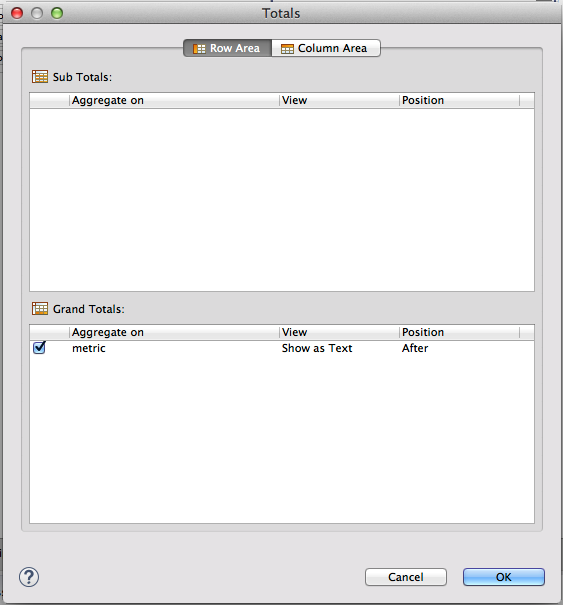 Totals
Row Area Column Area
Sub Totals:
Aggregate on View Position
Grand Totals:
Aggregate on View Position
metric Show as Text After
? Cancel OK